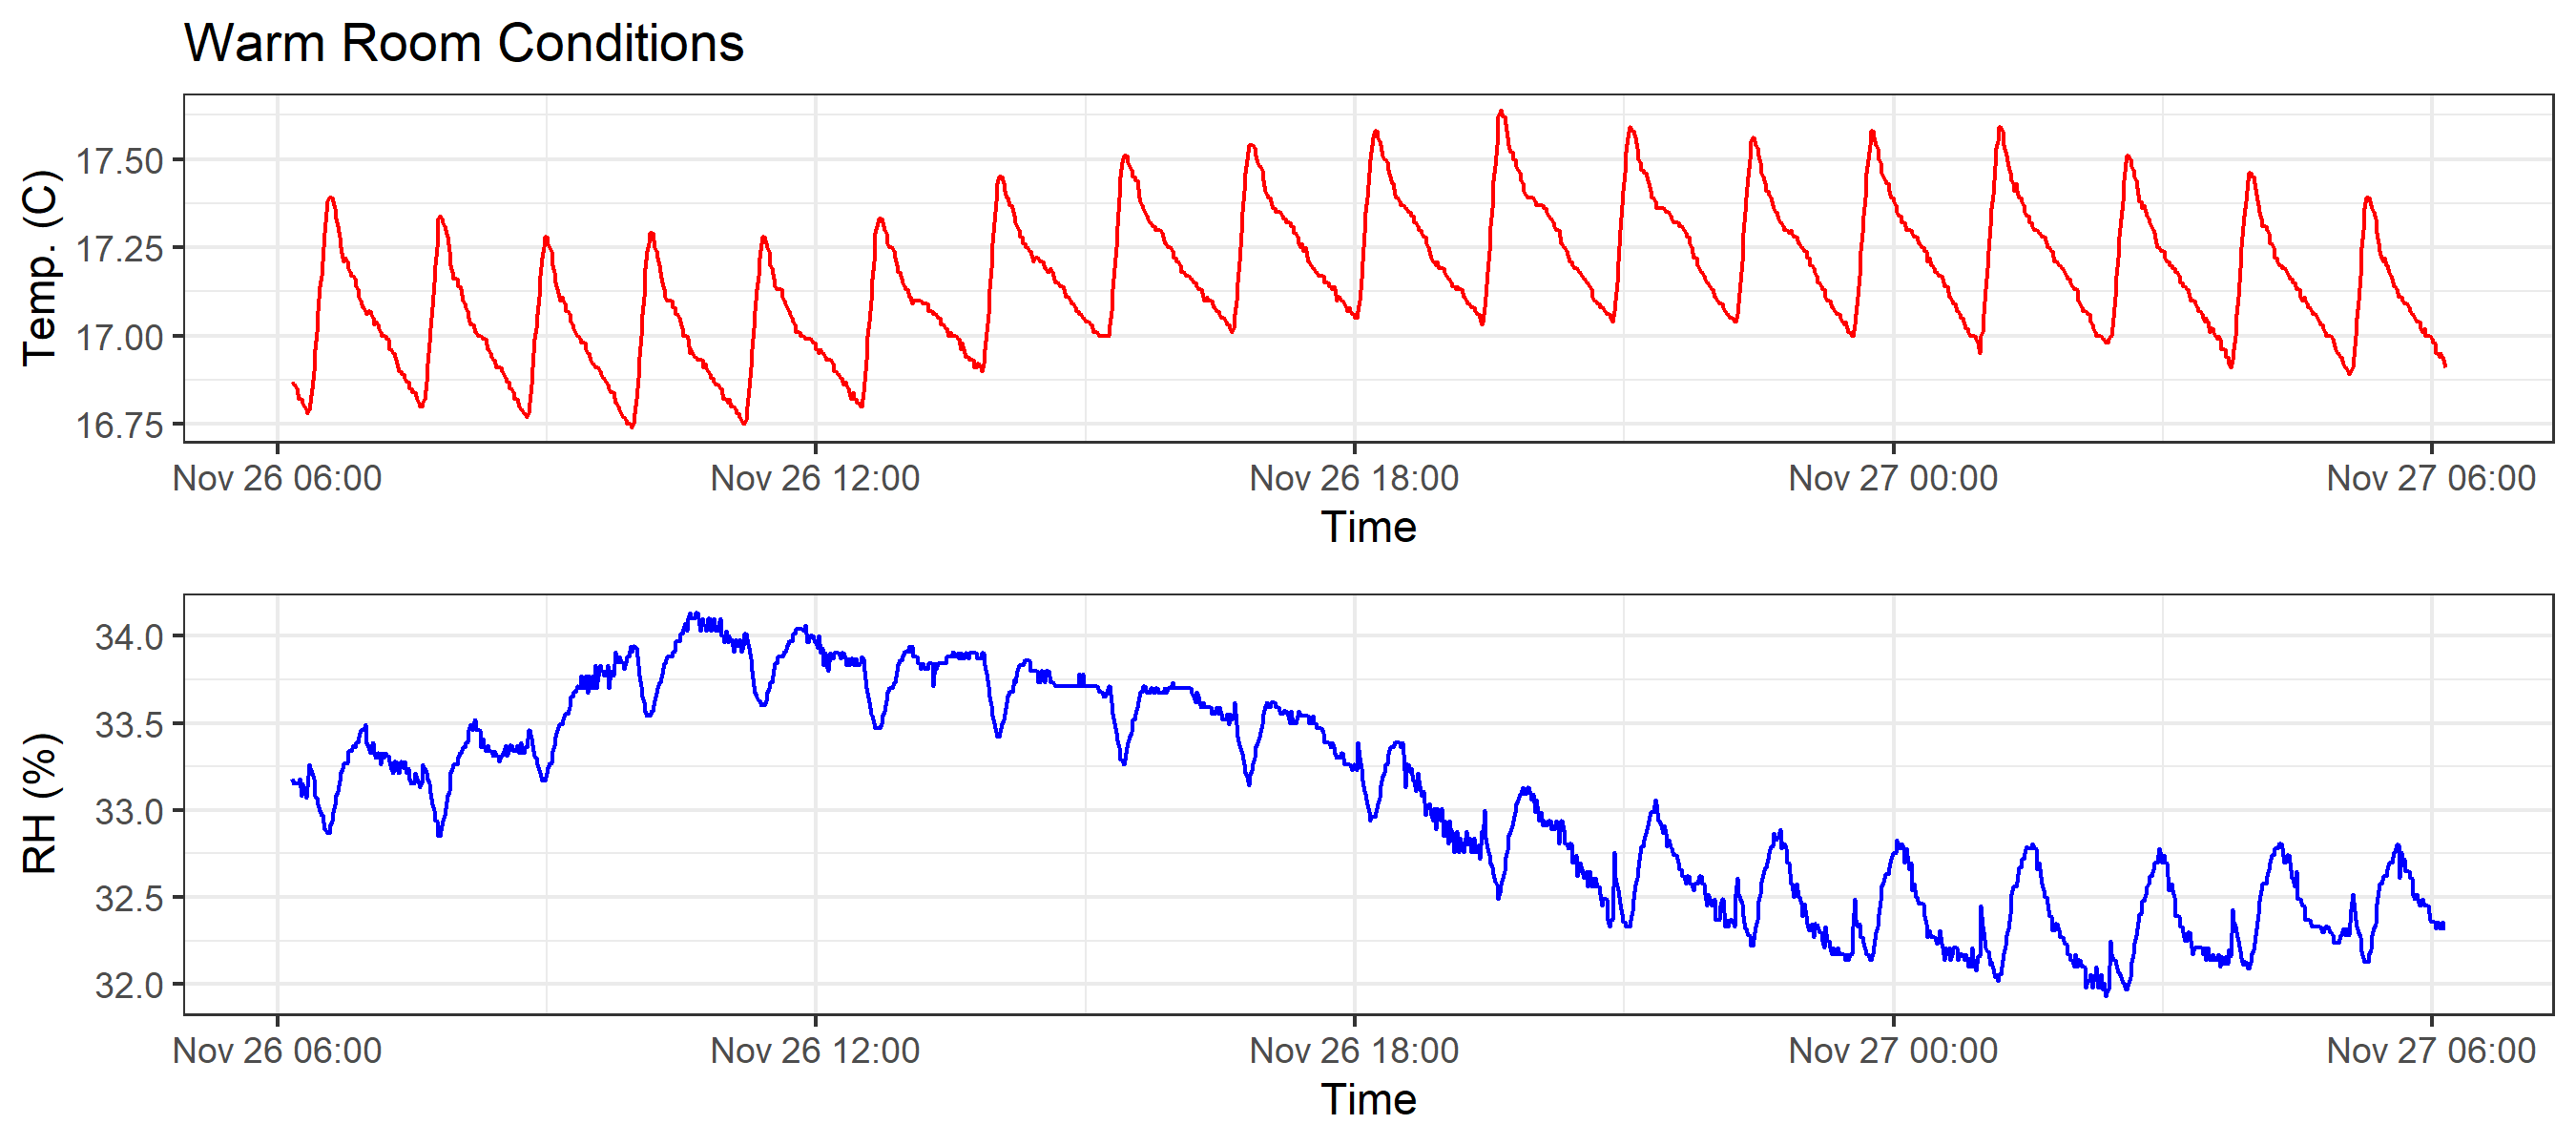 Warm Room Conditions
Temp. (C)
17.50
17.25
17.00
16.75
Nov 26 06:00 Nov 26 12:00 Nov 26 18:00 Nov 27 00:00 Nov 27 06:00
Time
RH (%)
34.0
33.5
33.0
32.5
32.0
Nov 26 06:00 Nov 26 12:00 Nov 26 18:00 Nov 27 00:00 Nov 27 06:00
Time